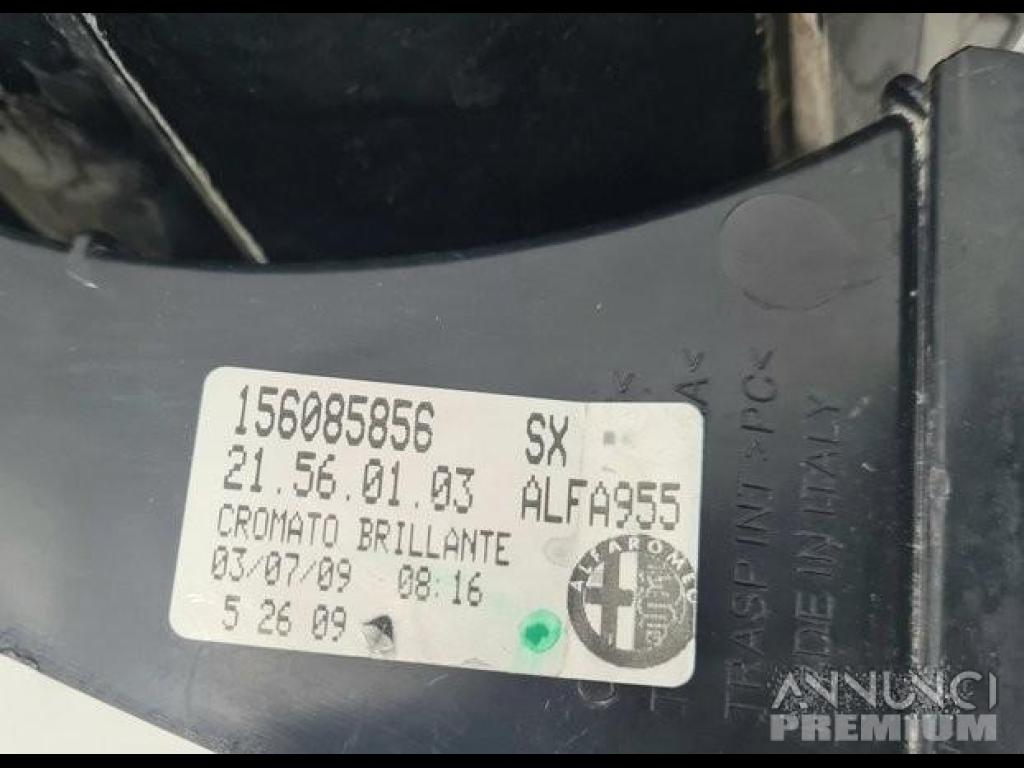 156085856 SX
21.56.01.03 ALFA955
CROMATO BRILLANTE
03/07/09 08:16
5 26 09
ALFA ROMEO
TRASP INT >PC<
DE IN ITALY
ANNUNCI
PREMIUM